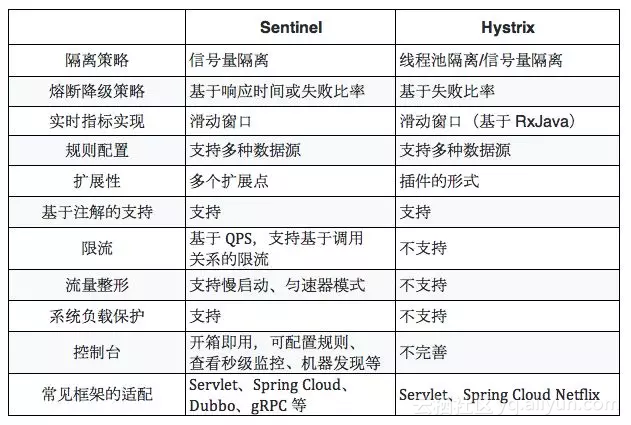 Sentinel Hystrix
隔离策略 信号量隔离 线程池隔离/信号量隔离
熔断降级策略 基于响应时间或失败比率 基于失败比率
实时指标实现 滑动窗口 滑动窗口（基于 RxJava）
规则配置 支持多种数据源 支持多种数据源
扩展性 多个扩展点 插件的形式
基于注解的支持 支持 支持
限流 基于 QPS，支持基于调用
关系的限流 不支持
流量整形 支持慢启动、匀速器模式 不支持
系统负载保护 支持 不支持
控制台 开箱即用，可配置规则、
查看秒级监控、机器发现等 不完善
常见框架的适配 Servlet、Spring Cloud、
Dubbo、gRPC 等 Servlet、Spring Cloud Netflix
云栖社区 yq.aliyun.com